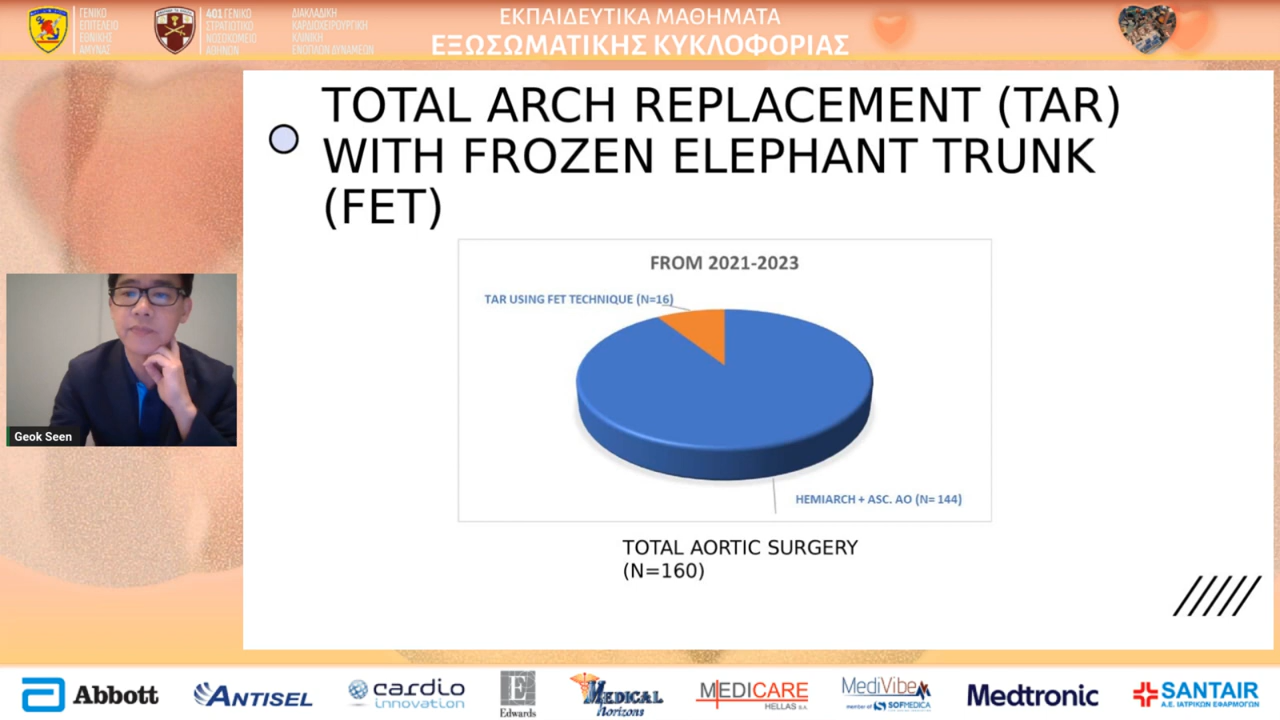 ΓΕΝΙΚΟ
ΕΠΙΤΕΛΕΙΟ
ΕΘΝΙΚΗΣ
ΑΜΥΝΑΣ
401 ΓΕΝΙΚΟ
ΣΤΡΑΤΙΩΤΙΚΟ
ΝΟΣΟΚΟΜΕΙΟ
ΑΘΗΝΩΝ
ΔΙΑΚΛΑΔΙΚΗ
ΚΑΡΔΙΟΧΕΙΡΟΥΡΓΙΚΗ
ΚΛΙΝΙΚΗ
ΕΝΟΠΛΩΝ ΔΥΝΑΜΕΩΝ
ΕΚΠΑΙΔΕΥΤΙΚΑ ΜΑΘΗΜΑΤΑ
ΕΞΩΣΩΜΑΤΙΚΗΣ ΚΥΚΛΟΦΟΡΙΑΣ
TOTAL ARCH REPLACEMENT (TAR)
WITH FROZEN ELEPHANT TRUNK
(FET)
FROM 2021-2023
TAR USING FET TECHNIQUE (N=16)
HEMIARCH + ASC. AO (N= 144)
TOTAL AORTIC SURGERY
(N=160)
Geok Seen
Abbott
ANTISEL
cardio
innovation
Edwards
MEDICAL
Horizons
MEDICARE
HELLAS S.A.
MediVibe
member of SOFMEDICA
Medtronic
SANTAIR
Α.Ε. ΙΑΤΡΙΚΩΝ ΕΦΑΡΜΟΓΩΝ